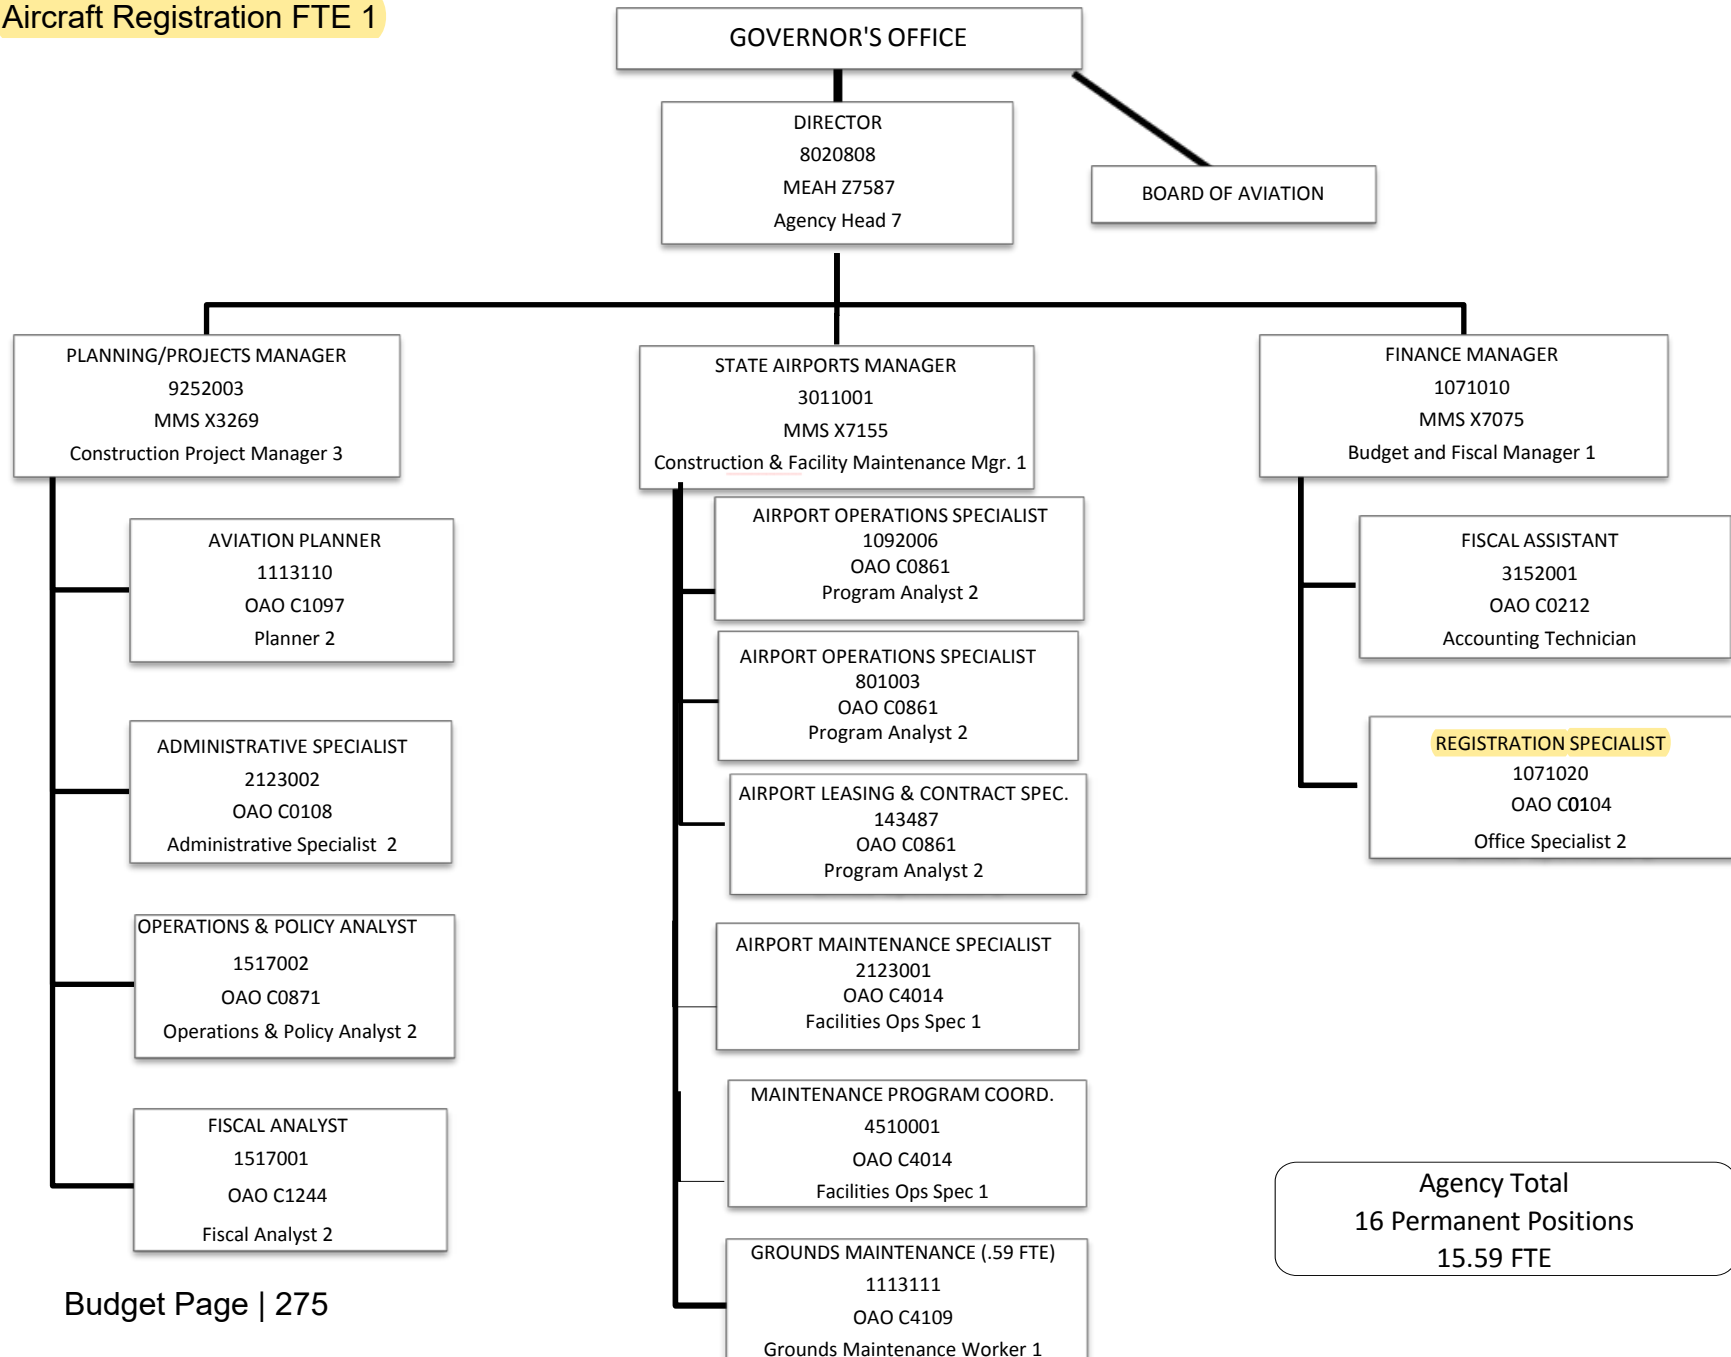 Aircraft Registration FTE 1
GOVERNOR'S OFFICE
DIRECTOR
8020808
MEAH Z7587
Agency Head 7
BOARD OF AVIATION
PLANNING/PROJECTS MANAGER
9252003
MMS X3269
Construction Project Manager 3
AVIATION PLANNER
1113110
OAO C1097
Planner 2
ADMINISTRATIVE SPECIALIST
2123002
OAO C0108
Administrative Specialist 2
OPERATIONS & POLICY ANALYST
1517002
OAO C0871
Operations & Policy Analyst 2
FISCAL ANALYST
1517001
OAO C1244
Fiscal Analyst 2
STATE AIRPORTS MANAGER
3011001
MMS X7155
Construction & Facility Maintenance Mgr. 1
AIRPORT OPERATIONS SPECIALIST
1092006
OAO C0861
Program Analyst 2
AIRPORT OPERATIONS SPECIALIST
801003
OAO C0861
Program Analyst 2
AIRPORT LEASING & CONTRACT SPEC.
143487
OAO C0861
Program Analyst 2
AIRPORT MAINTENANCE SPECIALIST
2123001
OAO C4014
Facilities Ops Spec 1
MAINTENANCE PROGRAM COORD.
4510001
OAO C4014
Facilities Ops Spec 1
GROUNDS MAINTENANCE (.59 FTE)
1113111
OAO C4109
Grounds Maintenance Worker 1
FINANCE MANAGER
1071010
MMS X7075
Budget and Fiscal Manager 1
FISCAL ASSISTANT
3152001
OAO C0212
Accounting Technician
REGISTRATION SPECIALIST
1071020
OAO C0104
Office Specialist 2
Agency Total
16 Permanent Positions
15.59 FTE
Budget Page | 275